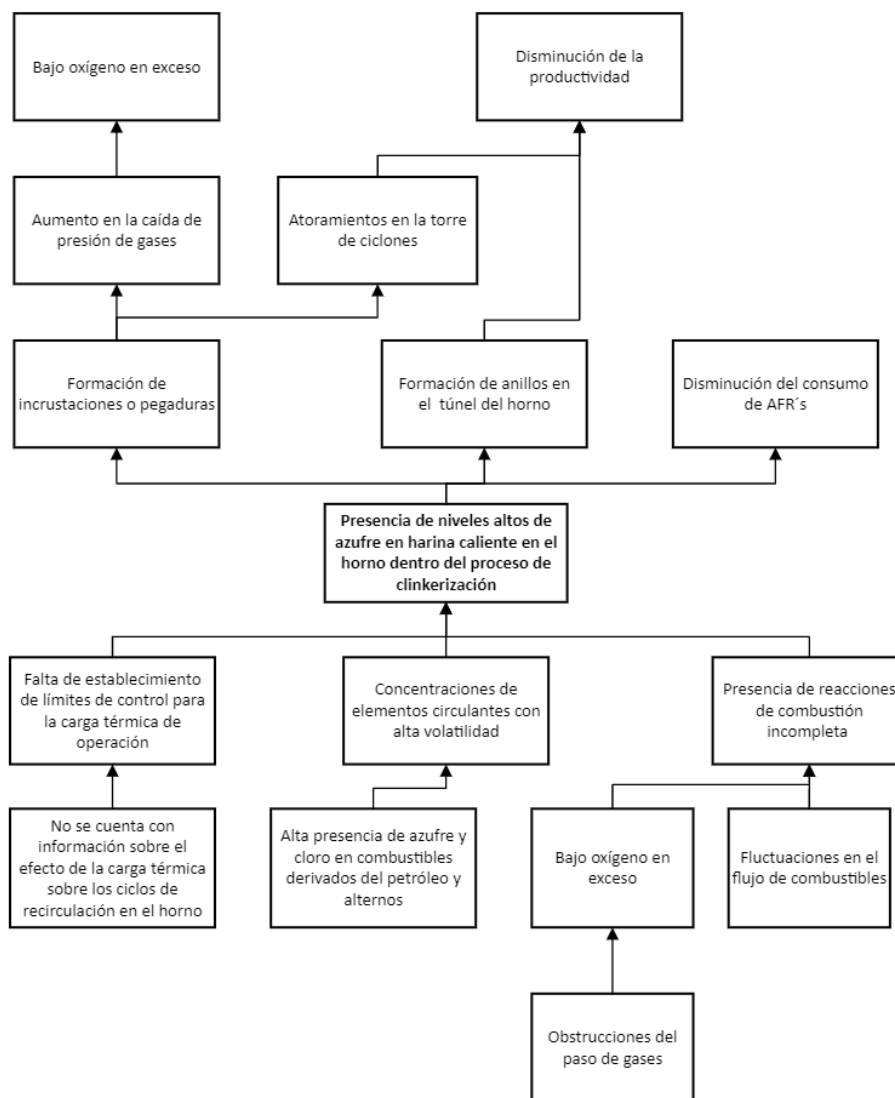 Bajo oxígeno en exceso
Disminución de la
productividad
Aumento en la caída de
presión de gases
Atoramientos en la torre
de ciclones
Formación de
incrustaciones o pegaduras
Formación de anillos en
el túnel del horno
Disminución del consumo
de AFR´s
Presencia de niveles altos de
azufre en harina caliente en el
horno dentro del proceso de
clinkerización
Falta de establecimiento
de límites de control para
la carga térmica de
operación
Concentraciones de
elementos circulantes con
alta volatilidad
Presencia de reacciones
de combustión
incompleta
No se cuenta con
información sobre el
efecto de la carga térmica
sobre los ciclos de
recirculación en el horno
Alta presencia de azufre y
cloro en combustibles
derivados del petróleo y
alternos
Bajo oxígeno en
exceso
Fluctuaciones en el
flujo de combustibles
Obstrucciones del
paso de gases